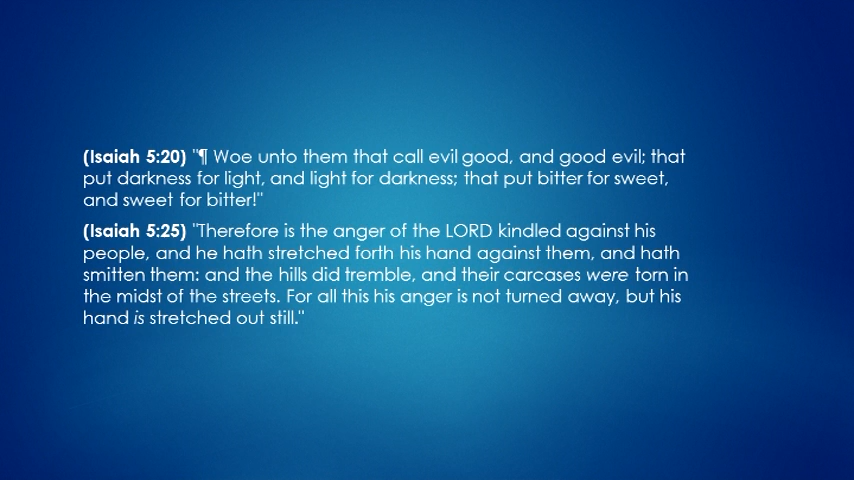 (Isaiah 5:20) "¶ Woe unto them that call evil good, and good evil; that
put darkness for light, and light for darkness; that put bitter for sweet,
and sweet for bitter!"
(Isaiah 5:25) "Therefore is the anger of the LORD kindled against his
people, and he hath stretched forth his hand against them, and hath
smitten them: and the hills did tremble, and their carcases were torn in
the midst of the streets. For all this his anger is not turned away, but his
hand is stretched out still."